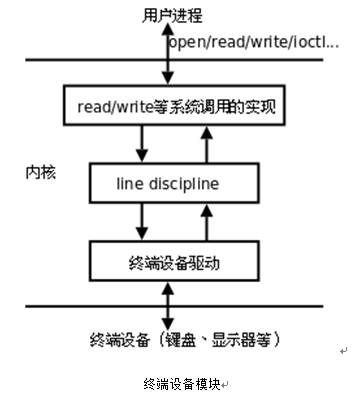 用户进程
open/read/write/ioctl...
read/write等系统调用的实现
内核
line discipline
终端设备驱动
终端设备（键盘、显示器等）
终端设备模块